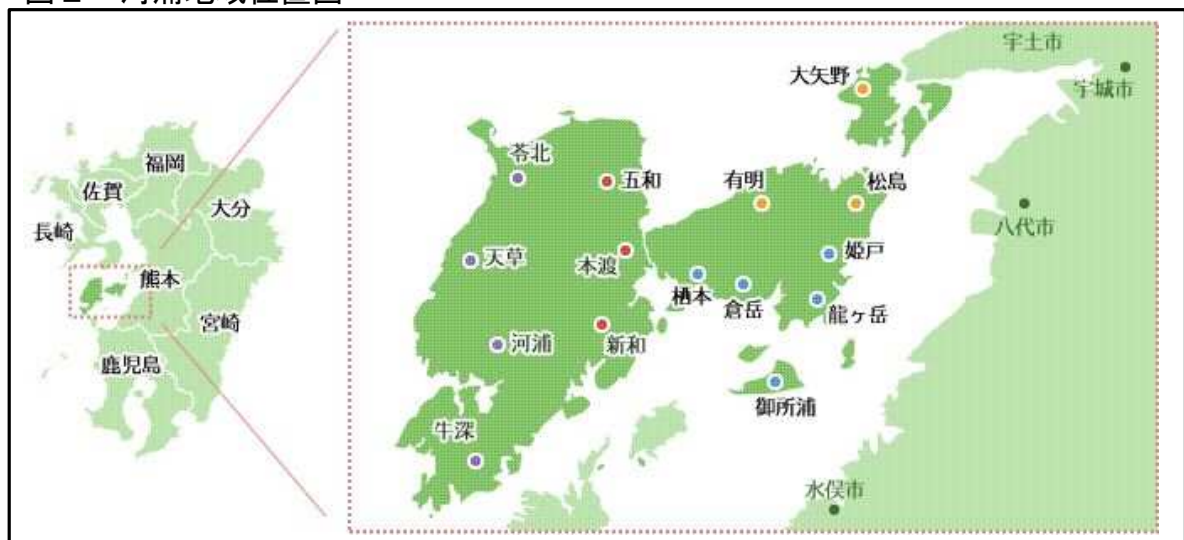 福岡
佐賀
大分
長崎
熊本
宮崎
鹿児島
宇土市
大矢野
宇城市
苓北
五和
有明
松島
八代市
天草
本渡
姫戸
栖本
倉岳
龍ヶ岳
河浦
新和
御所浦
牛深
水俣市